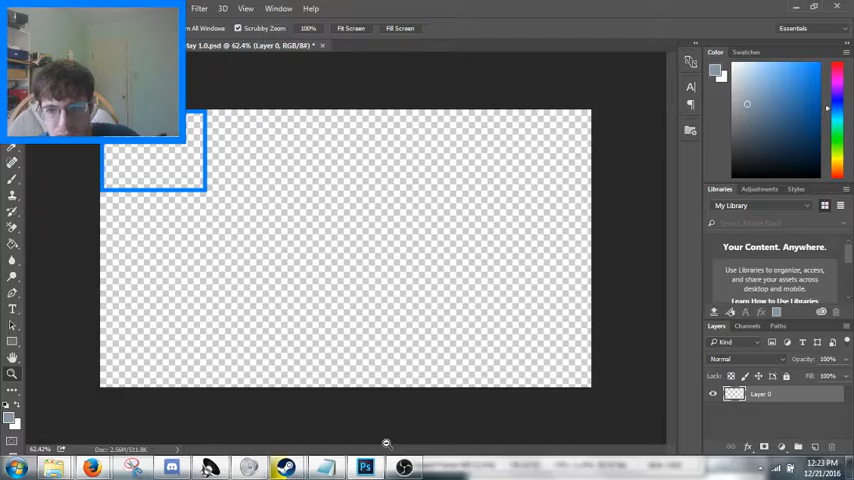 Filter 3D View Window Help
All Windows Scrubby Zoom 100% Fit Screen Fill Screen Essentials
1.0.psd @ 62.4% (Layer 0, RGB/8#) * ×
Color Swatches
Libraries Adjustments Styles
My Library
Your Content. Anywhere.
Use Libraries to organize, access,
and share your assets across
desktop and mobile.
Learn How to Use Libraries
Layers Channels Paths
Kind
Normal Opacity: 100%
Lock: Fill: 100%
Layer 0
62.42% Doc: 2.56M/511.8K
Ps
12:23 PM
12/21/2016